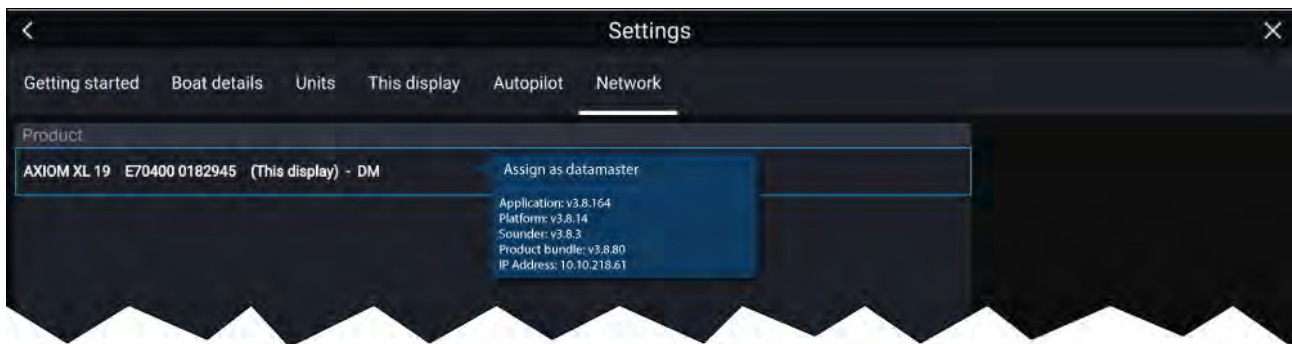 Settings
Getting started Boat details Units This display Autopilot Network
Product
AXIOM XL 19 E70400 0182945 (This display) - DM
Assign as datamaster
Application: v3.8.164
Platform: v3.8.14
Sounder: v3.8.3
Product bundle: v3.8.80
IP Address: 10.10.218.61